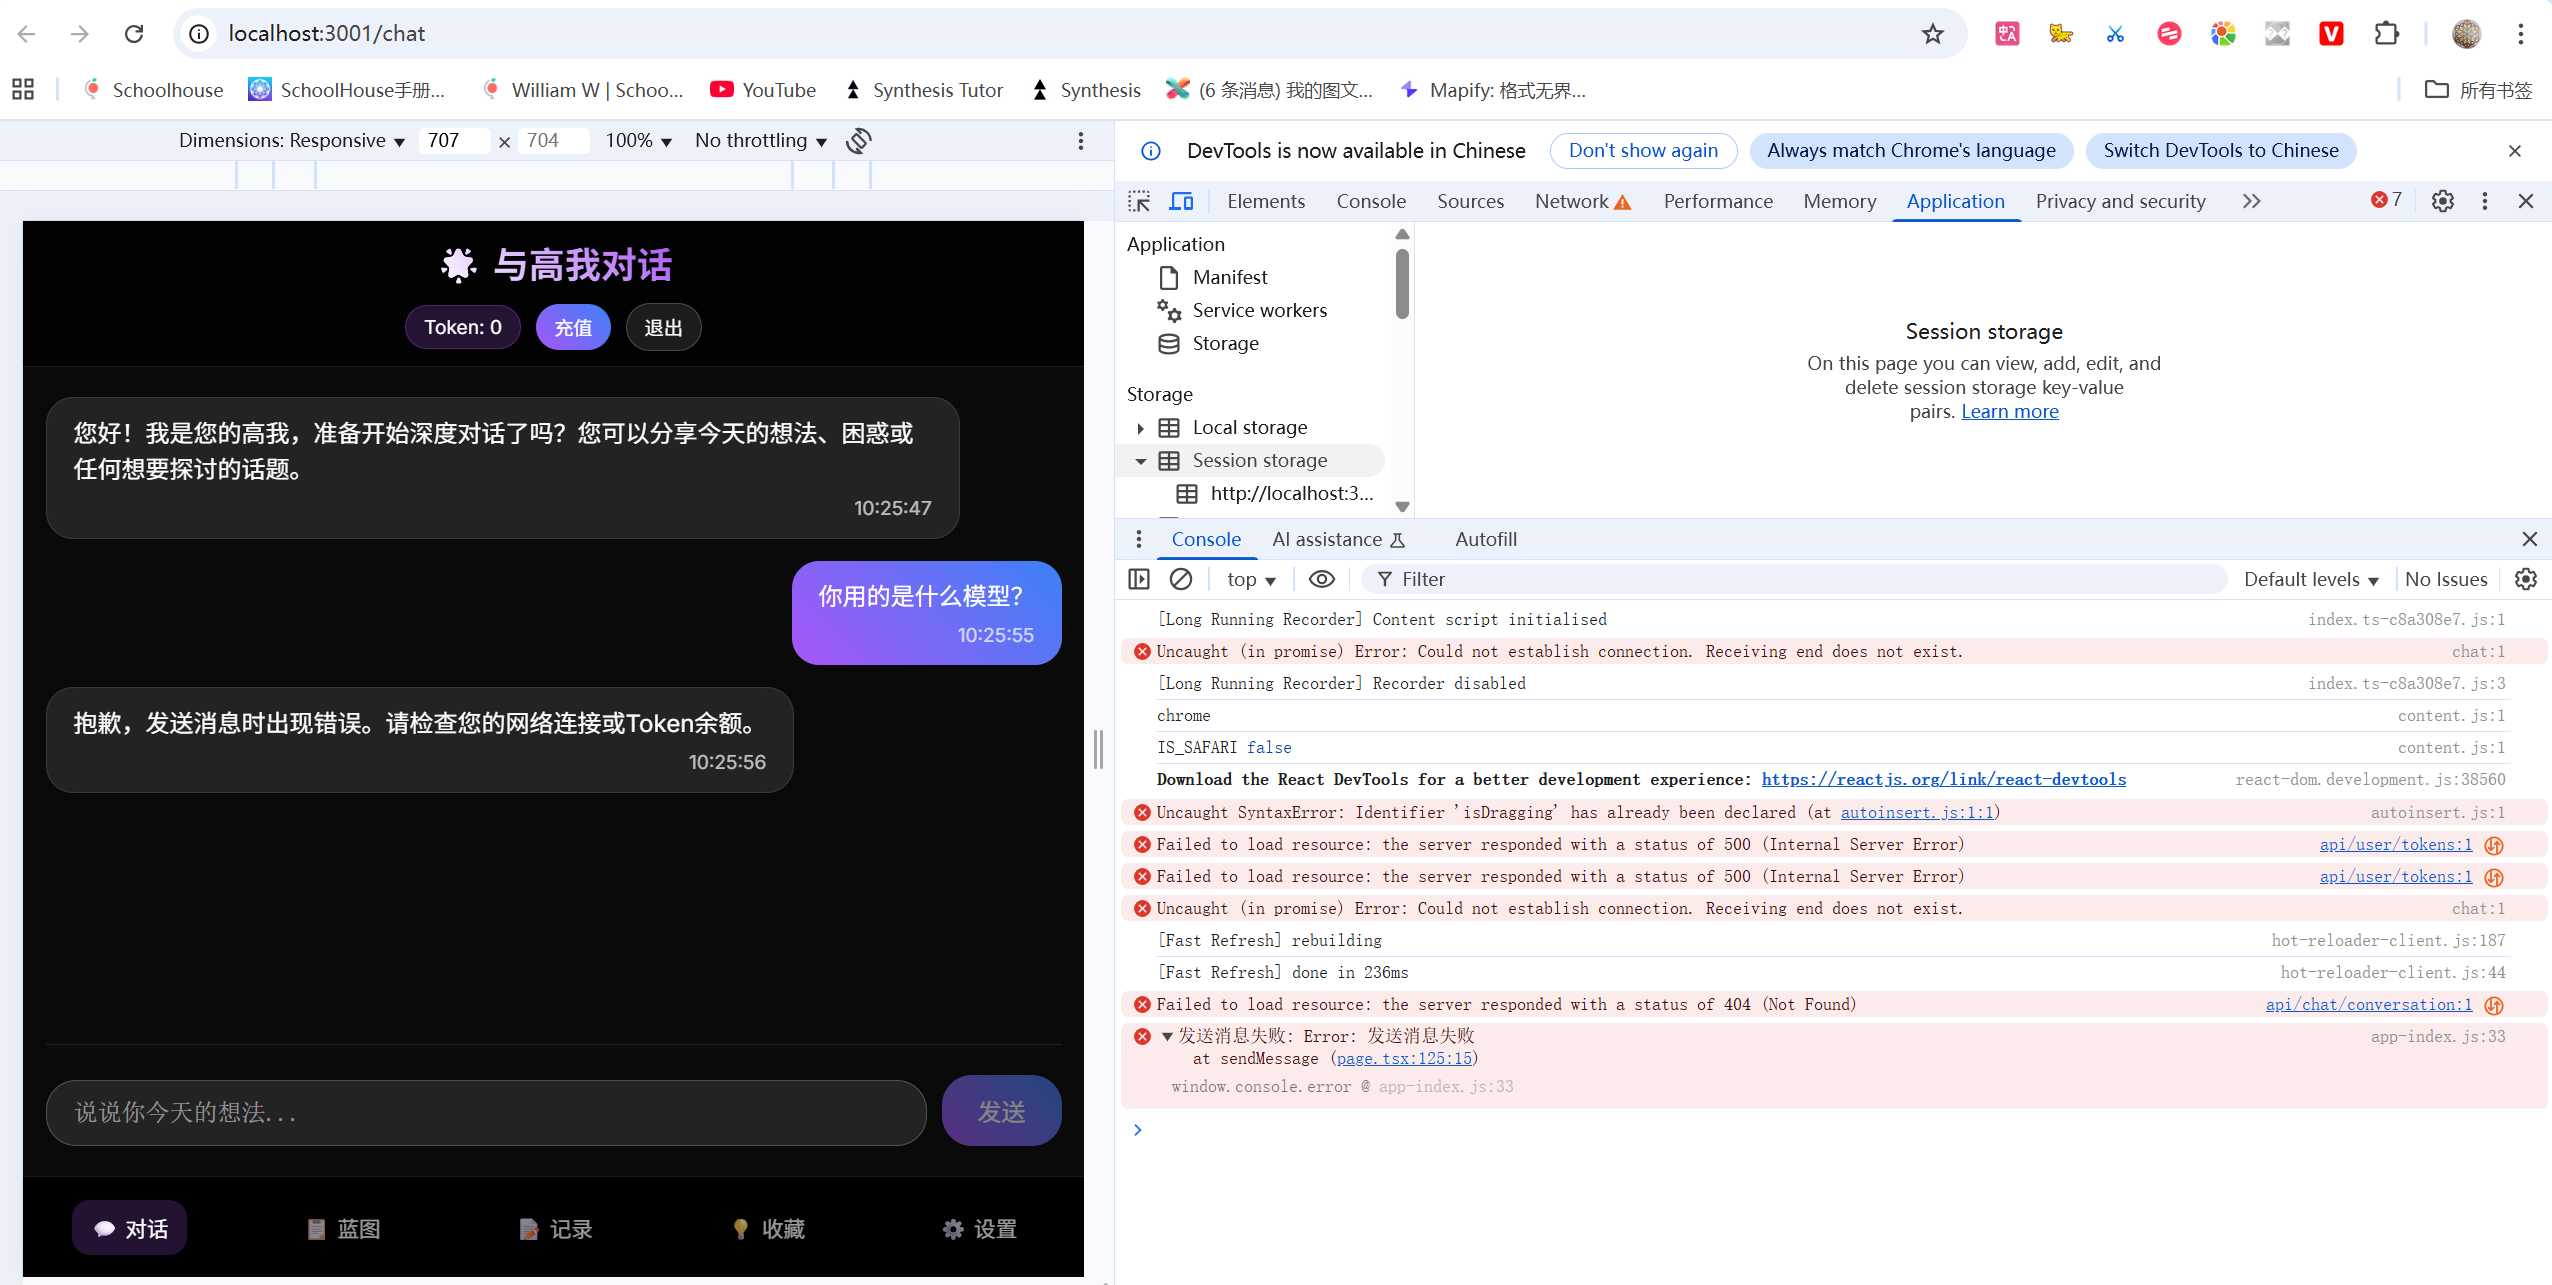 localhost:3001/chat
Schoolhouse
SchoolHouse手册...
William W | Schoo...
YouTube
Synthesis Tutor
Synthesis
(6 条消息) 我的图文...
Mapify: 格式无界...
所有书签
Dimensions: Responsive
707
×
704
100%
No throttling
与高我对话
Token: 0
充值
退出
您好！我是您的高我，准备开始深度对话了吗？您可以分享今天的想法、困惑或
任何想要探讨的话题。
10:25:47
你用的是什么模型？
10:25:55
抱歉，发送消息时出现错误。请检查您的网络连接或Token余额。
10:25:56
说说你今天的想法...
发送
对话
蓝图
记录
收藏
设置
DevTools is now available in Chinese
Don't show again
Always match Chrome's language
Switch DevTools to Chinese
Elements
Console
Sources
Network
Performance
Memory
Application
Privacy and security
7
Application
Manifest
Service workers
Storage
Storage
Local storage
Session storage
http://localhost:3...
Session storage
On this page you can view, add, edit, and
delete session storage key-value
pairs. Learn more
Console
AI assistance
Autofill
top
Filter
Default levels
No Issues
[Long Running Recorder] Content script initialised index.ts-c8a308e7.js:1
Uncaught (in promise) Error: Could not establish connection. Receiving end does not exist. chat:1
[Long Running Recorder] Recorder disabled index.ts-c8a308e7.js:3
chrome content.js:1
IS_SAFARI false content.js:1
Download the React DevTools for a better development experience: https://reactjs.org/link/react-devtools react-dom.development.js:38560
Uncaught SyntaxError: Identifier 'isDragging' has already been declared (at autoinsert.js:1:1) autoinsert.js:1
Failed to load resource: the server responded with a status of 500 (Internal Server Error) api/user/tokens:1
Failed to load resource: the server responded with a status of 500 (Internal Server Error) api/user/tokens:1
Uncaught (in promise) Error: Could not establish connection. Receiving end does not exist. chat:1
[Fast Refresh] rebuilding hot-reloader-client.js:187
[Fast Refresh] done in 236ms hot-reloader-client.js:44
Failed to load resource: the server responded with a status of 404 (Not Found) api/chat/conversation:1
发送消息失败: Error: 发送消息失败 app-index.js:33
at sendMessage (page.tsx:125:15)
window.console.error @ app-index.js:33